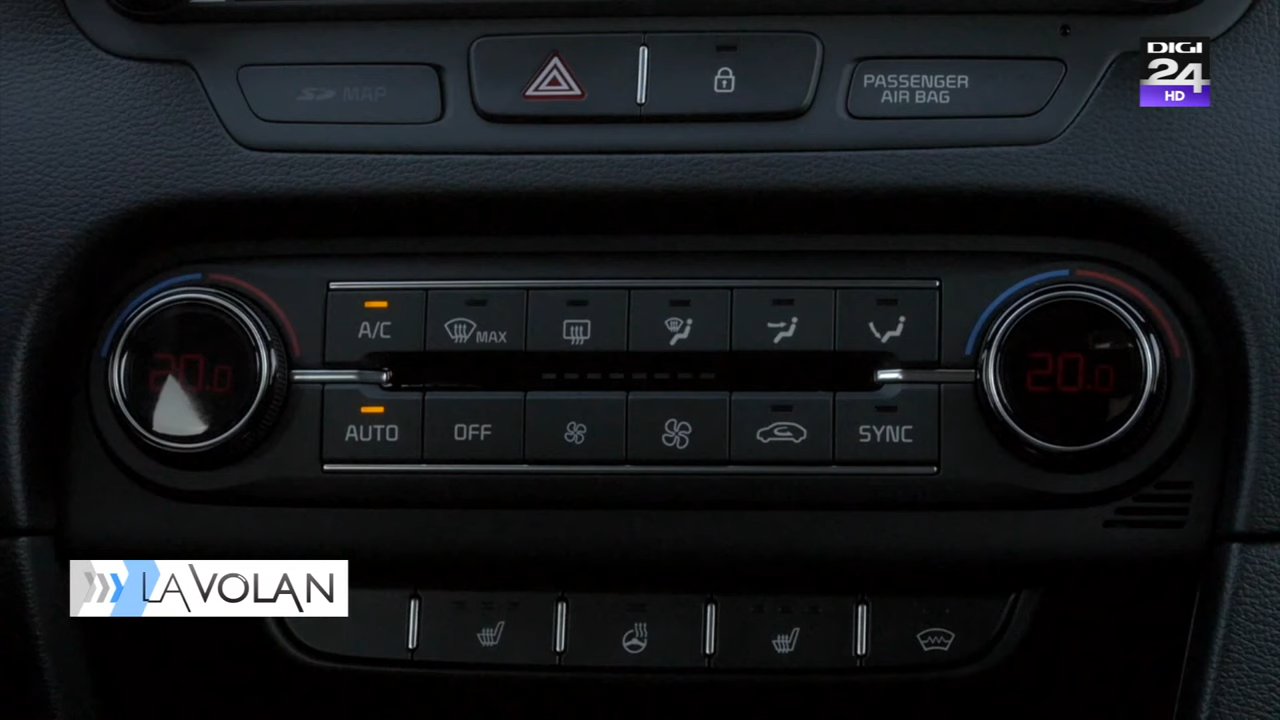 DIGI
24
HD
MAP
PASSENGER
AIR BAG
A/C
MAX
20.0
20.0
AUTO
OFF
SYNC
LA VOLAN